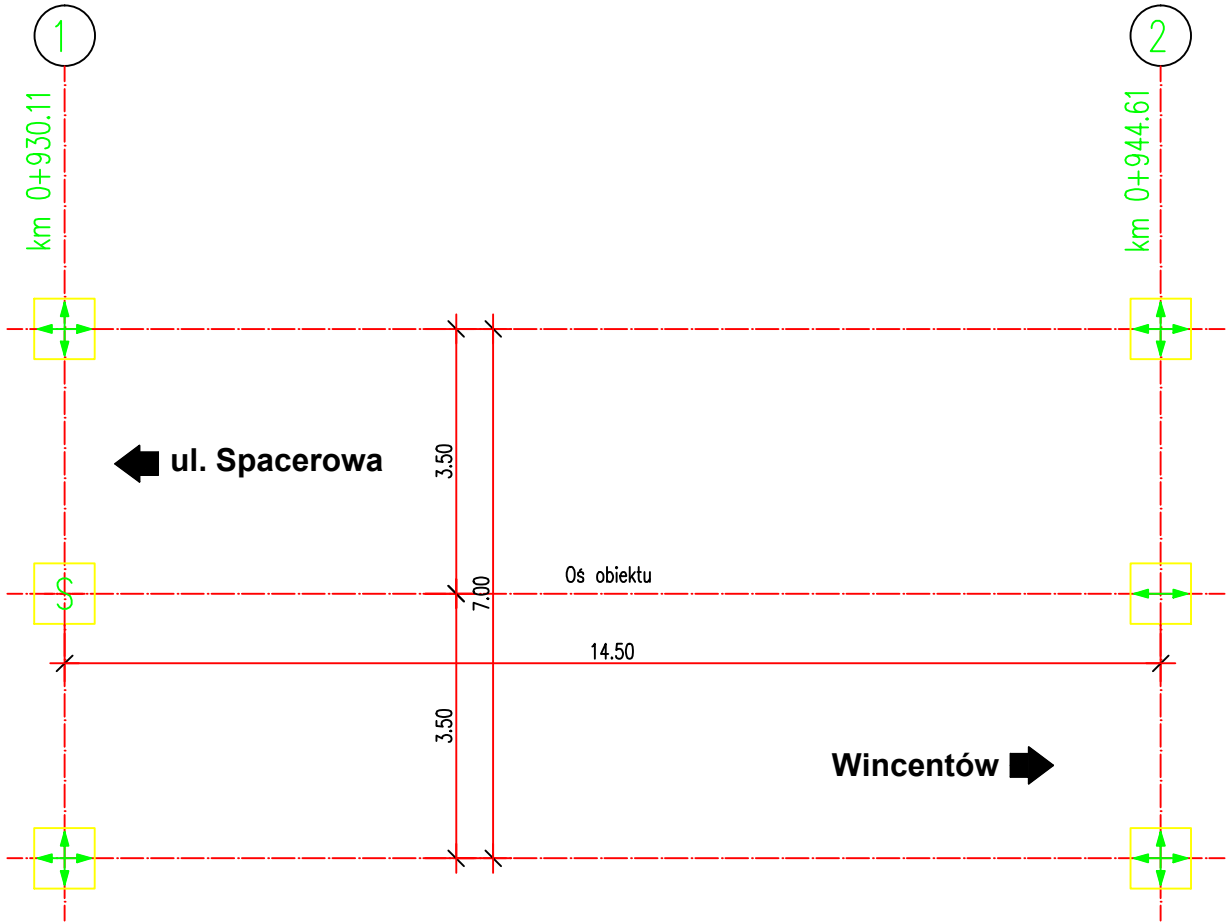 1
2
km 0+930.11
km 0+944.61
3.50
ul. Spacerowa
7.00
Oś obiektu
S
14.50
3.50
Wincentów